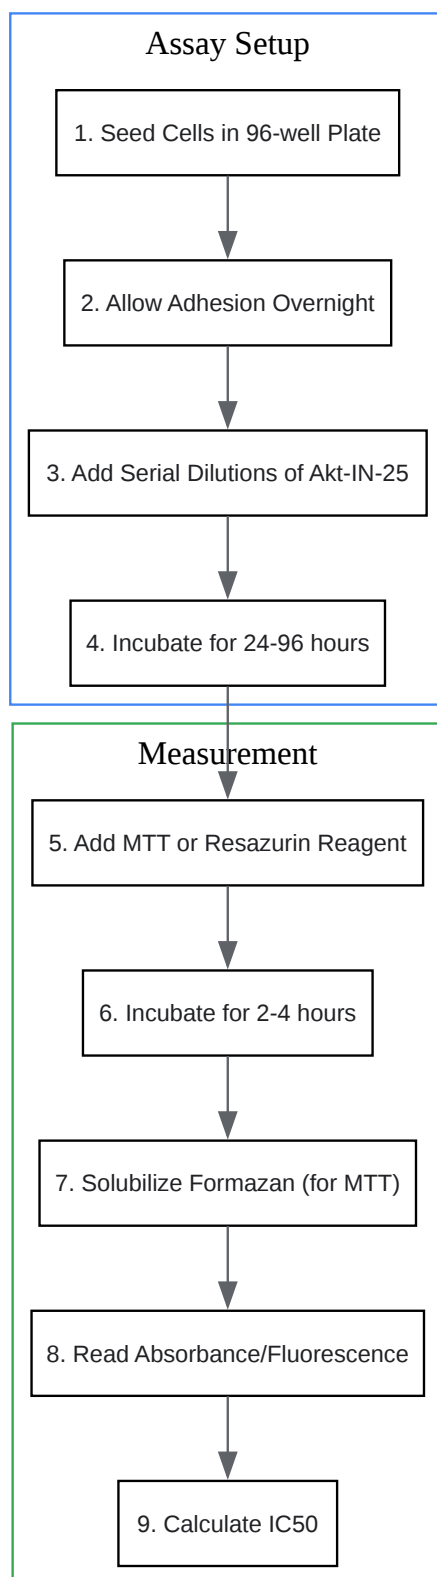 Assay Setup
1. Seed Cells in 96-well Plate
2. Allow Adhesion Overnight
3. Add Serial Dilutions of Akt-IN-25
4. Incubate for 24-96 hours
Measurement
5. Add MTT or Resazurin Reagent
6. Incubate for 2-4 hours
7. Solubilize Formazan (for MTT)
8. Read Absorbance/Fluorescence
9. Calculate IC50